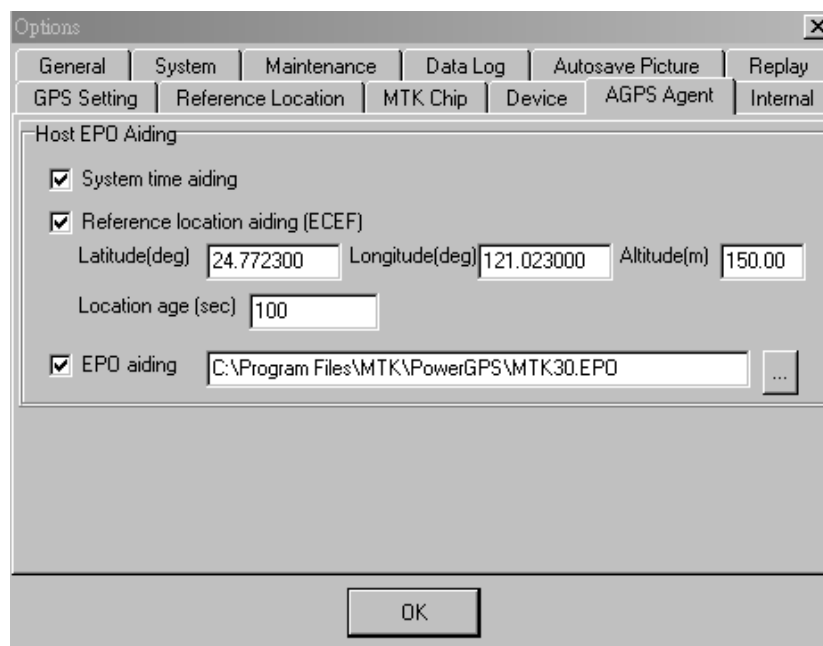 Options
General System Maintenance Data Log Autosave Picture Replay
GPS Setting Reference Location MTK Chip Device AGPS Agent Internal
Host EPO Aiding
System time aiding
Reference location aiding (ECEF)
Latitude(deg) 24.772300 Longitude(deg) 121.023000 Altitude(m) 150.00
Location age (sec) 100
EPO aiding C:\Program Files\MTK\PowerGPS\MTK30.EPO ...
OK